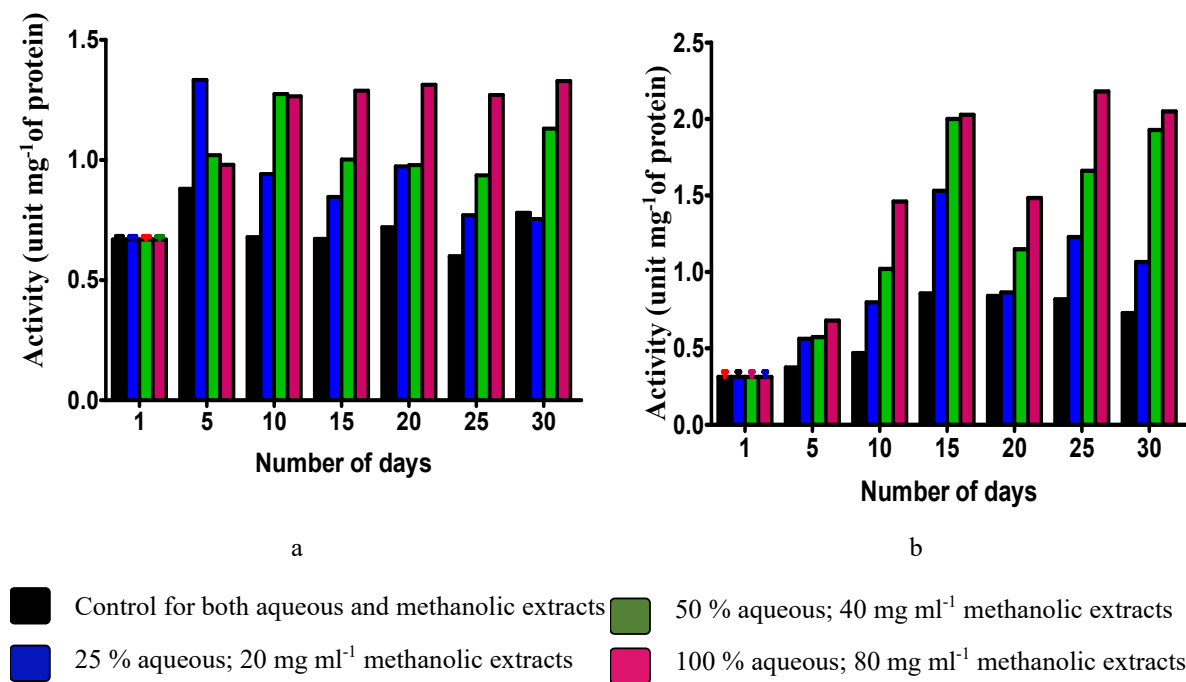 Activity (unit mg⁻¹of protein)
1.5
1.0
0.5
0.0
1 5 10 15 20 25 30
Number of days
a
Activity (unit mg⁻¹of protein)
2.5
2.0
1.5
1.0
0.5
0.0
1 5 10 15 20 25 30
Number of days
b
Control for both aqueous and methanolic extracts
25 % aqueous; 20 mg ml⁻¹ methanolic extracts
50 % aqueous; 40 mg ml⁻¹ methanolic extracts
100 % aqueous; 80 mg ml⁻¹ methanolic extracts